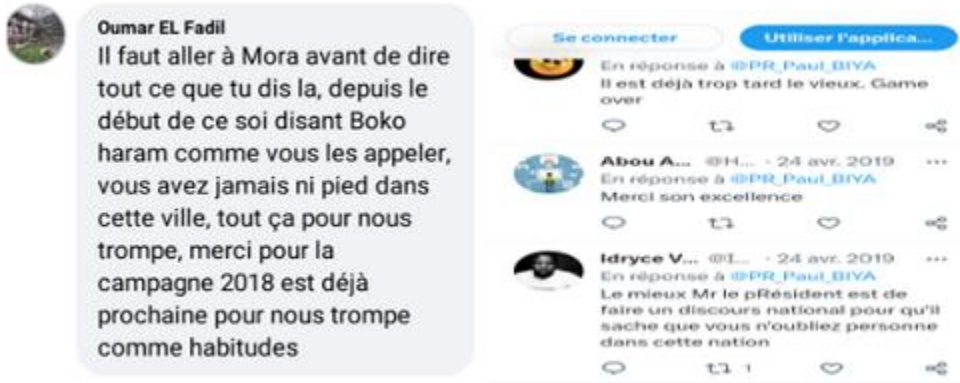 Oumar EL Fadil
Il faut aller à Mora avant de dire
tout ce que tu dis la, depuis le
début de ce soi disant Boko
haram comme vous les appeler,
vous avez jamais ni pied dans
cette ville, tout ça pour nous
trompe, merci pour la
campagne 2018 est déjà
prochaine pour nous trompe
comme habitudes
Se connecter
Utiliser l'applica...
En réponse à @PR_Paul_BIYA
Il est déjà trop tard le vieux. Game
over
Abou A... @H... · 24 avr. 2019
En réponse à @PR_Paul_BIYA
Merci son excellence
Idryce V... @I... · 24 avr. 2019
En réponse à @PR_Paul_BIYA
Le mieux Mr le pRésident est de
faire un discours national pour qu'il
sache que vous n'oubliez personne
dans cette nation
1